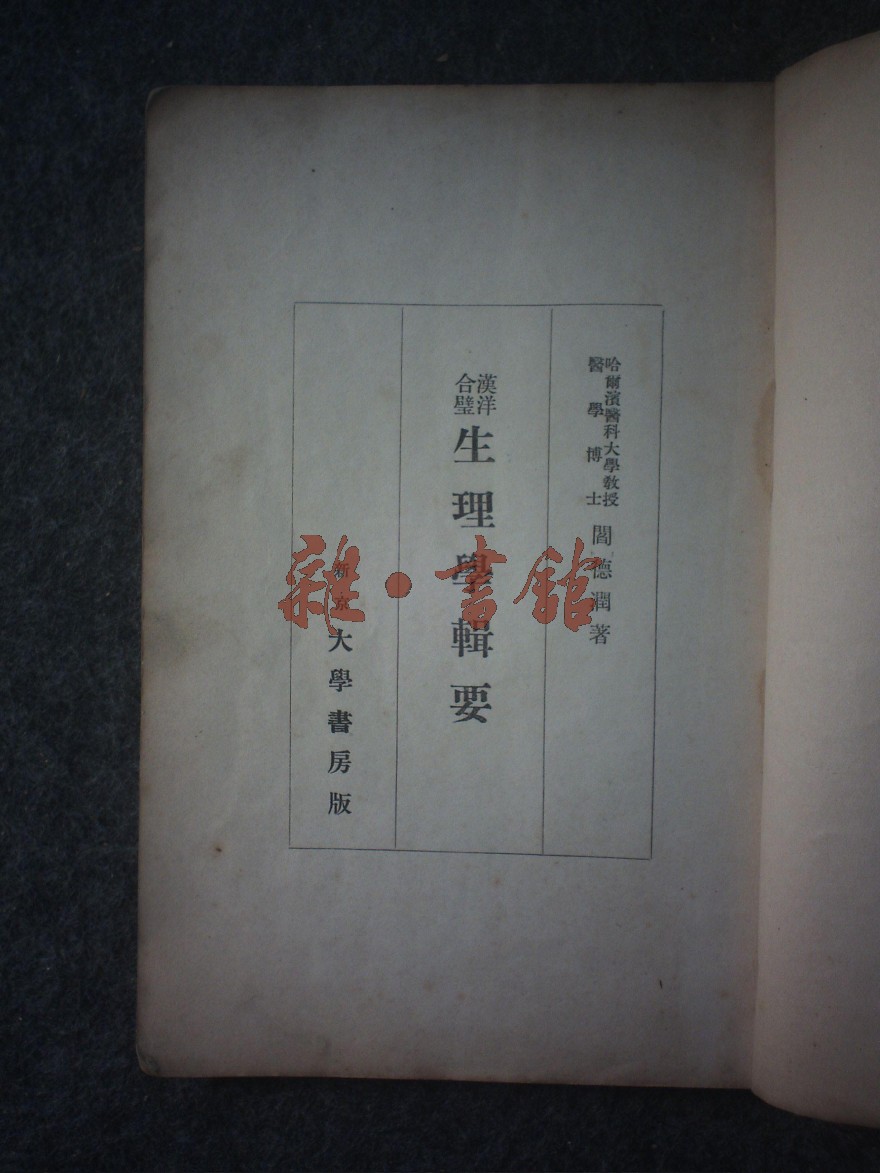 哈爾濱醫科大學教授
醫學博士
閻德潤著
漢洋
合璧
生理學輯要
新京
大學書房版
雜·書館